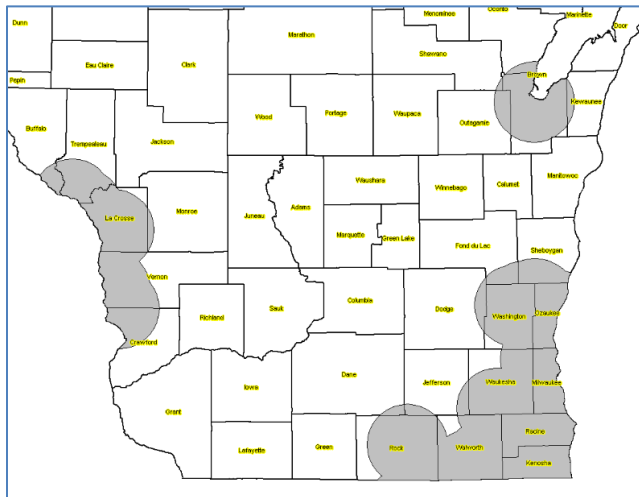 Dunn
Menominee
Oconto
Marinette
Door
Marathon
Clark
Shawano
Eau Claire
Brown
Pepin
Kewaunee
Wood
Portage
Waupaca
Outagamie
Buffalo
Trempealeau
Jackson
Waushara
Winnebago
Calumet
Manitowoc
Adams
La Crosse
Monroe
Juneau
Marquette
Green Lake
Fond du Lac
Sheboygan
Vernon
Columbia
Dodge
Washington
Ozaukee
Richland
Sauk
Crawford
Dane
Jefferson
Waukesha
Milwaukee
Iowa
Grant
Lafayette
Green
Rock
Walworth
Racine
Kenosha